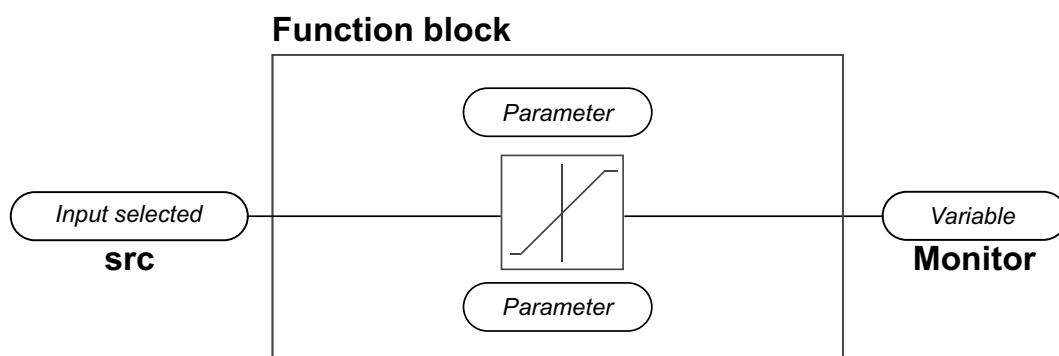 Function block
Parameter
Input selected
src
Variable
Monitor
Parameter